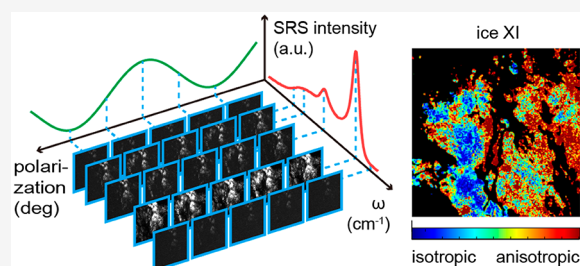 SRS intensity
(a.u.)
ice XI
polari-
zation
(deg)
ω
(cm⁻¹)
isotropic anisotropic